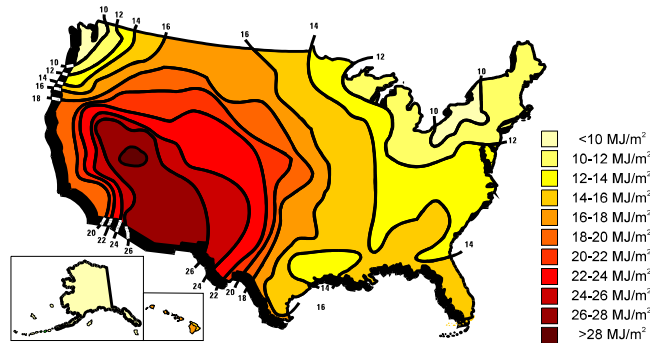 10 12 14 16
16
14
12
10
10
10
12
14
16
18
12
14
20 22 24 26
26
24
22 20 18
14
16
<10 MJ/m²
10-12 MJ/m²
12-14 MJ/m²
14-16 MJ/m²
16-18 MJ/m²
18-20 MJ/m²
20-22 MJ/m²
22-24 MJ/m²
24-26 MJ/m²
26-28 MJ/m²
>28 MJ/m²